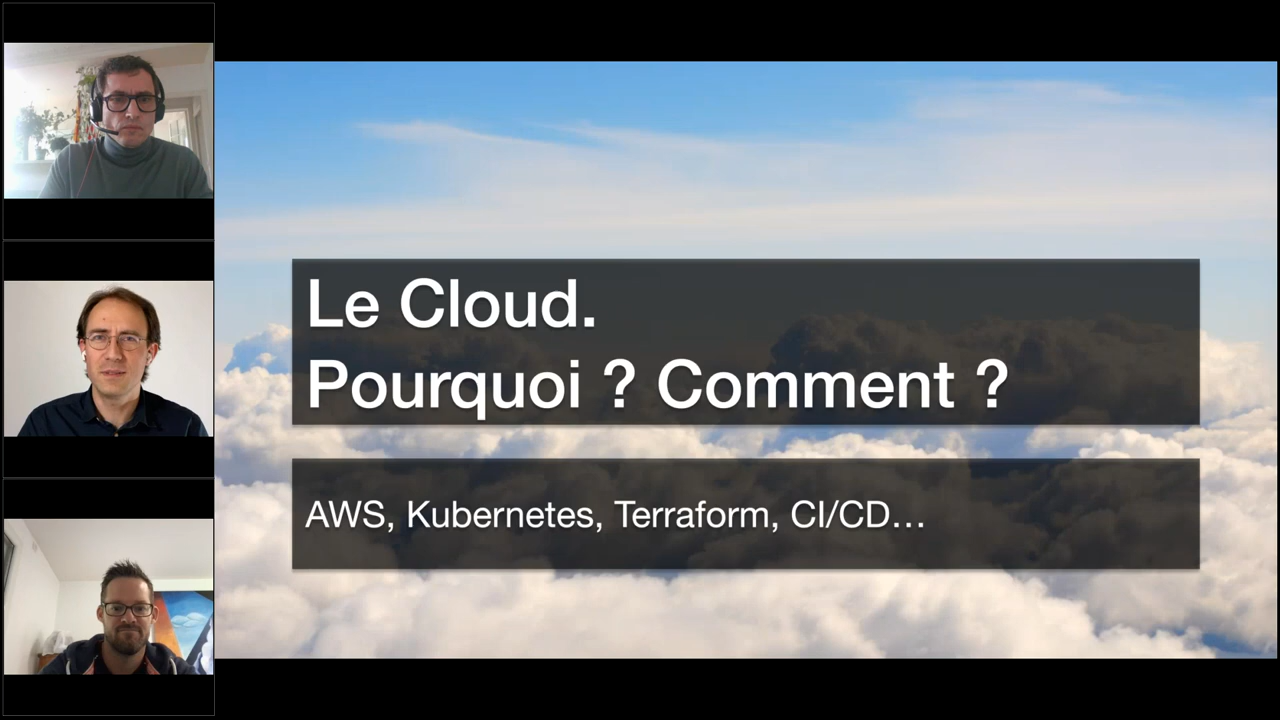 Le Cloud.
Pourquoi ? Comment ?
AWS, Kubernetes, Terraform, CI/CD…